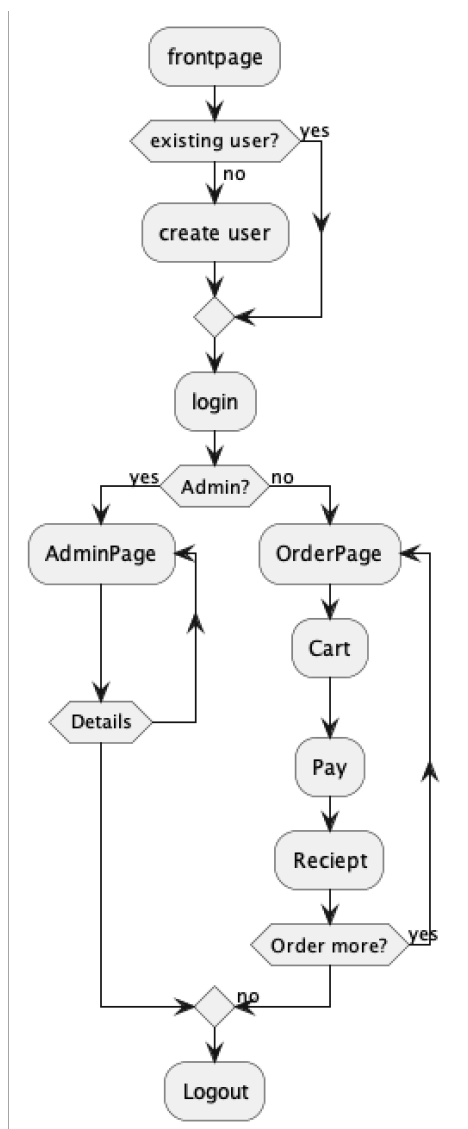 frontpage
existing user?
yes
no
create user
login
yes
Admin?
no
AdminPage
OrderPage
Cart
Details
Pay
Reciept
Order more?
yes
no
Logout